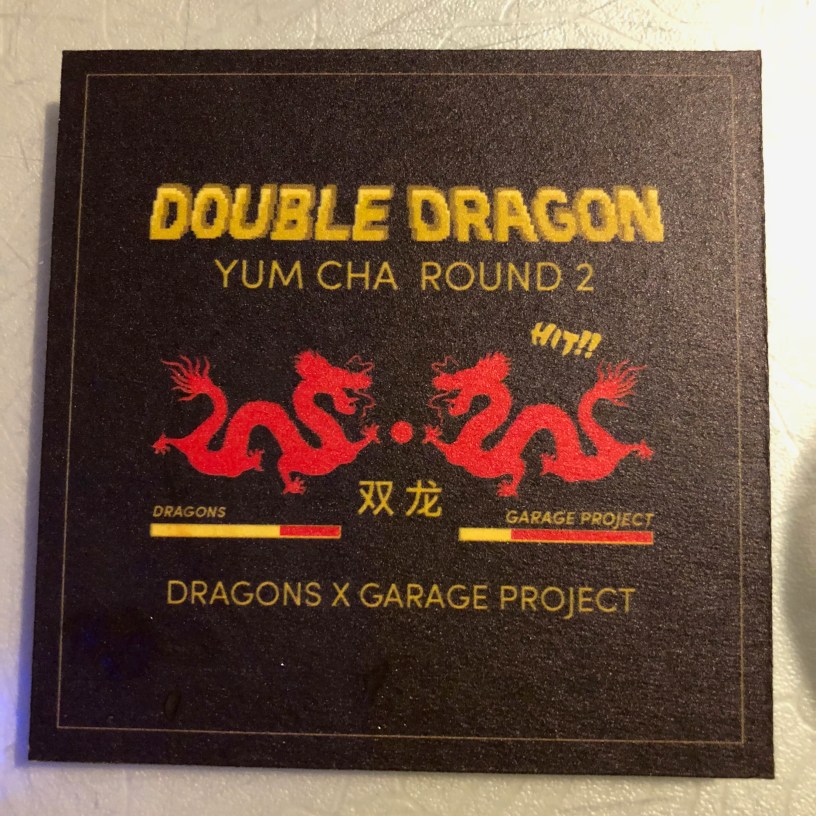 DOUBLE DRAGON
YUM CHA ROUND 2
HIT!!
双龙
DRAGONS
GARAGE PROJECT
DRAGONS X GARAGE PROJECT